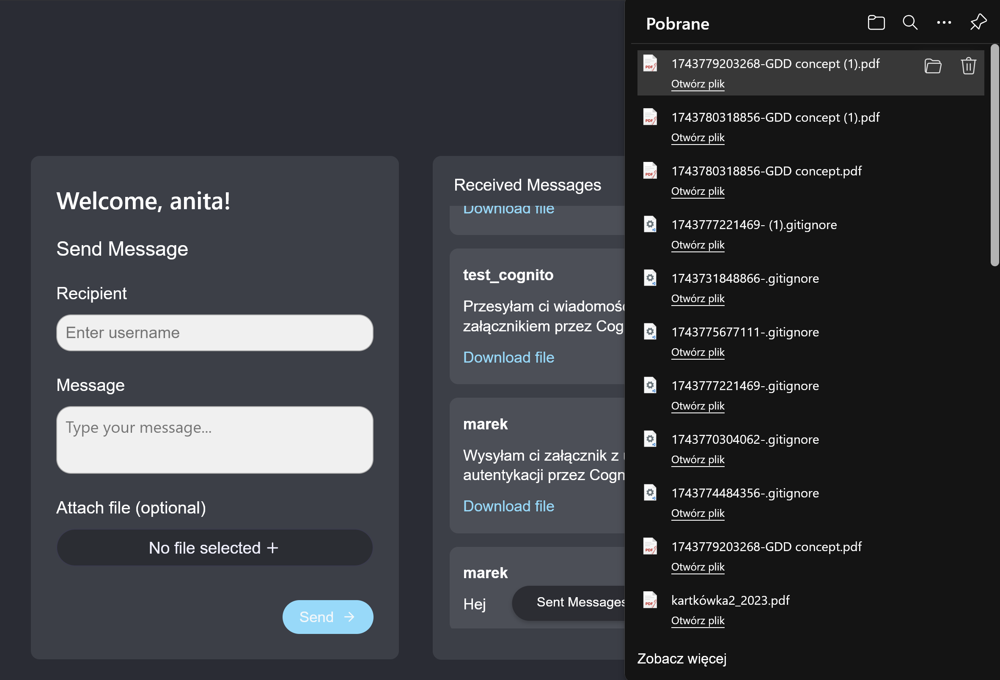 Welcome, anita!
Send Message
Recipient
Enter username
Message
Type your message...
Attach file (optional)
No file selected +
Send →
Received Messages
Download file
test_cognito
Przesyłam ci wiadomość
załącznikiem przez Cog
Download file
marek
Wysyłam ci załącznik z
autentykacji przez Cogn
Download file
marek
Hej
Sent Messages
Pobrane
1743779203268-GDD concept (1).pdf
Otwórz plik
1743780318856-GDD concept (1).pdf
Otwórz plik
1743780318856-GDD concept.pdf
Otwórz plik
1743777221469- (1).gitignore
Otwórz plik
1743731848866-.gitignore
Otwórz plik
1743775677111-.gitignore
Otwórz plik
1743777221469-.gitignore
Otwórz plik
1743770304062-.gitignore
Otwórz plik
1743774484356-.gitignore
Otwórz plik
1743779203268-GDD concept.pdf
Otwórz plik
kartkówka2_2023.pdf
Otwórz plik
Zobacz więcej